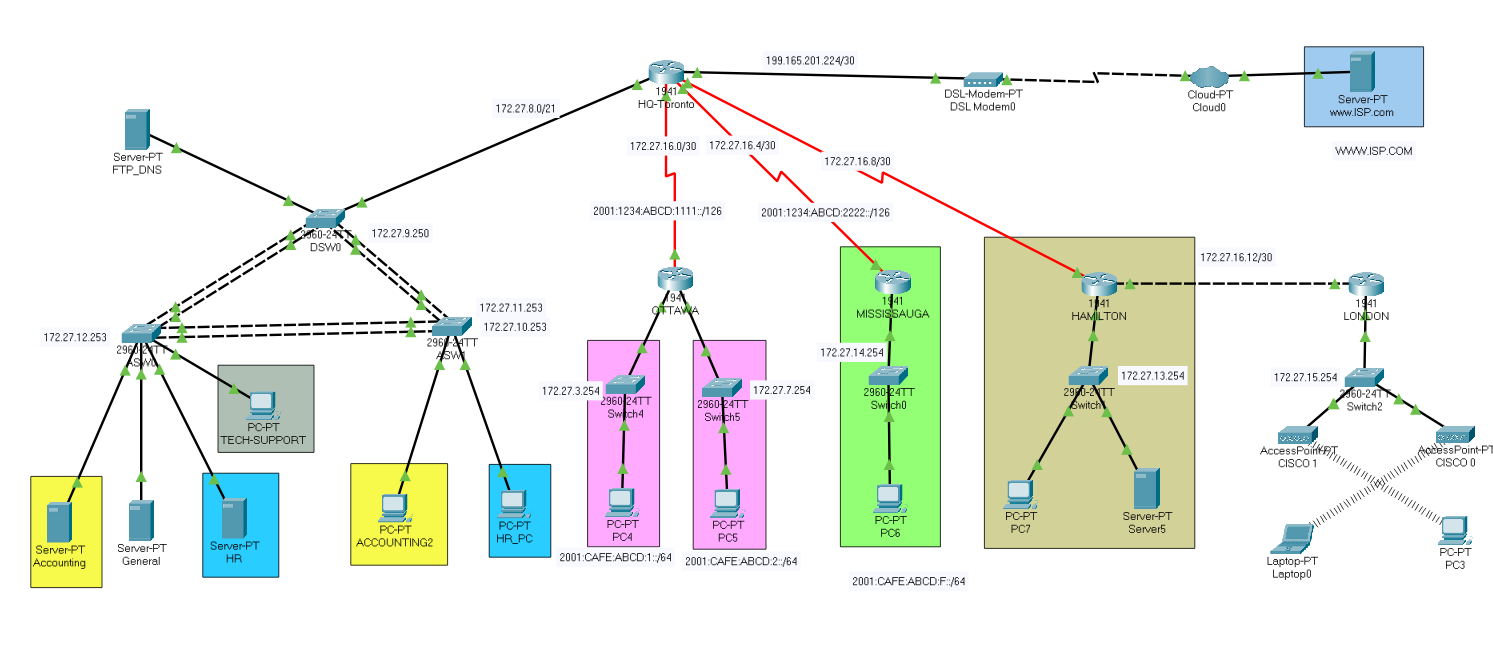 199.165.201.224/30
1941
HQ-Toronto
DSL-Modem-PT
DSL Modem0
Cloud-PT
Cloud0
Server-PT
www.ISP.com
WWW.ISP.COM
172.27.8.0/21
Server-PT
FTP_DNS
172.27.16.0/30
172.27.16.4/30
172.27.16.8/30
2001:1234:ABCD:1111::/126
2001:1234:ABCD:2222::/126
2960-24TT
DSW0
172.27.9.250
172.27.16.12/30
1941
OTTAWA
1941
MISSISSAUGA
1941
HAMILTON
1941
LONDON
172.27.11.253
172.27.10.253
172.27.12.253
2960-24TT
ASW0
2960-24TT
ASW1
172.27.3.254
2960-24TT
Switch4
172.27.7.254
2960-24TT
Switch5
172.27.14.254
2960-24TT
Switch0
172.27.13.254
2960-24TT
172.27.15.254
2960-24TT
Switch2
PC-PT
TECH-SUPPORT
AccessPoint-PT
CISCO 1
AccessPoint-PT
CISCO 0
Server-PT
Accounting
Server-PT
General
Server-PT
HR
PC-PT
ACCOUNTING2
PC-PT
HR_PC
PC-PT
PC4
PC-PT
PC5
PC-PT
PC6
PC-PT
PC7
Server-PT
Server5
Laptop-PT
Laptop0
PC-PT
PC3
2001:CAFE:ABCD:1::/64
2001:CAFE:ABCD:2::/64
2001:CAFE:ABCD:F::/64